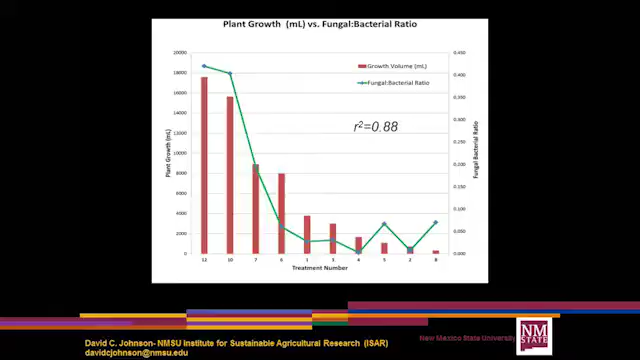 Plant Growth (mL) vs. Fungal:Bacterial Ratio
20000
18000
16000
14000
12000
10000
8000
6000
4000
2000
0
Plant Growth (mL)
0.450
0.400
0.350
0.300
0.250
0.200
0.150
0.100
0.050
0.000
Fungal Bacterial Ratio
Growth Volume (mL)
Fungal:Bacterial Ratio
r²=0.88
12 10 7 6 1 3 4 5 2 8
Treatment Number
New Mexico State University
NM
STATE
David C. Johnson- NMSU Institute for Sustainable Agricultural Research (ISAR)
davidcjohnson@nmsu.edu